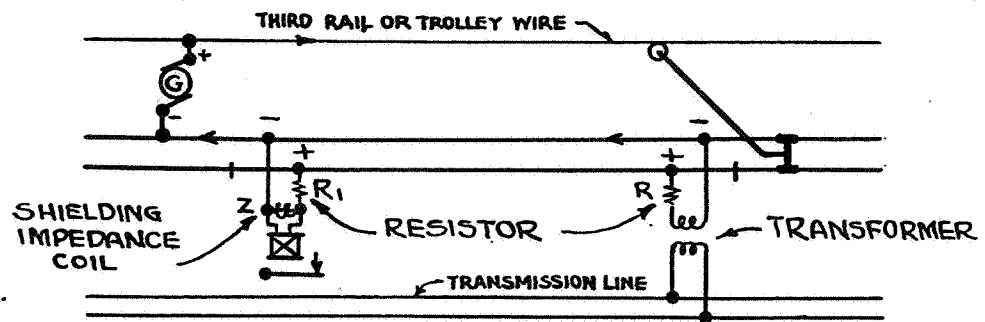 THIRD RAIL OR TROLLEY WIRE
+
G
-
-
-
+
+
R1
R
Z
SHIELDING
IMPEDANCE
COIL
RESISTOR
TRANSFORMER
TRANSMISSION LINE